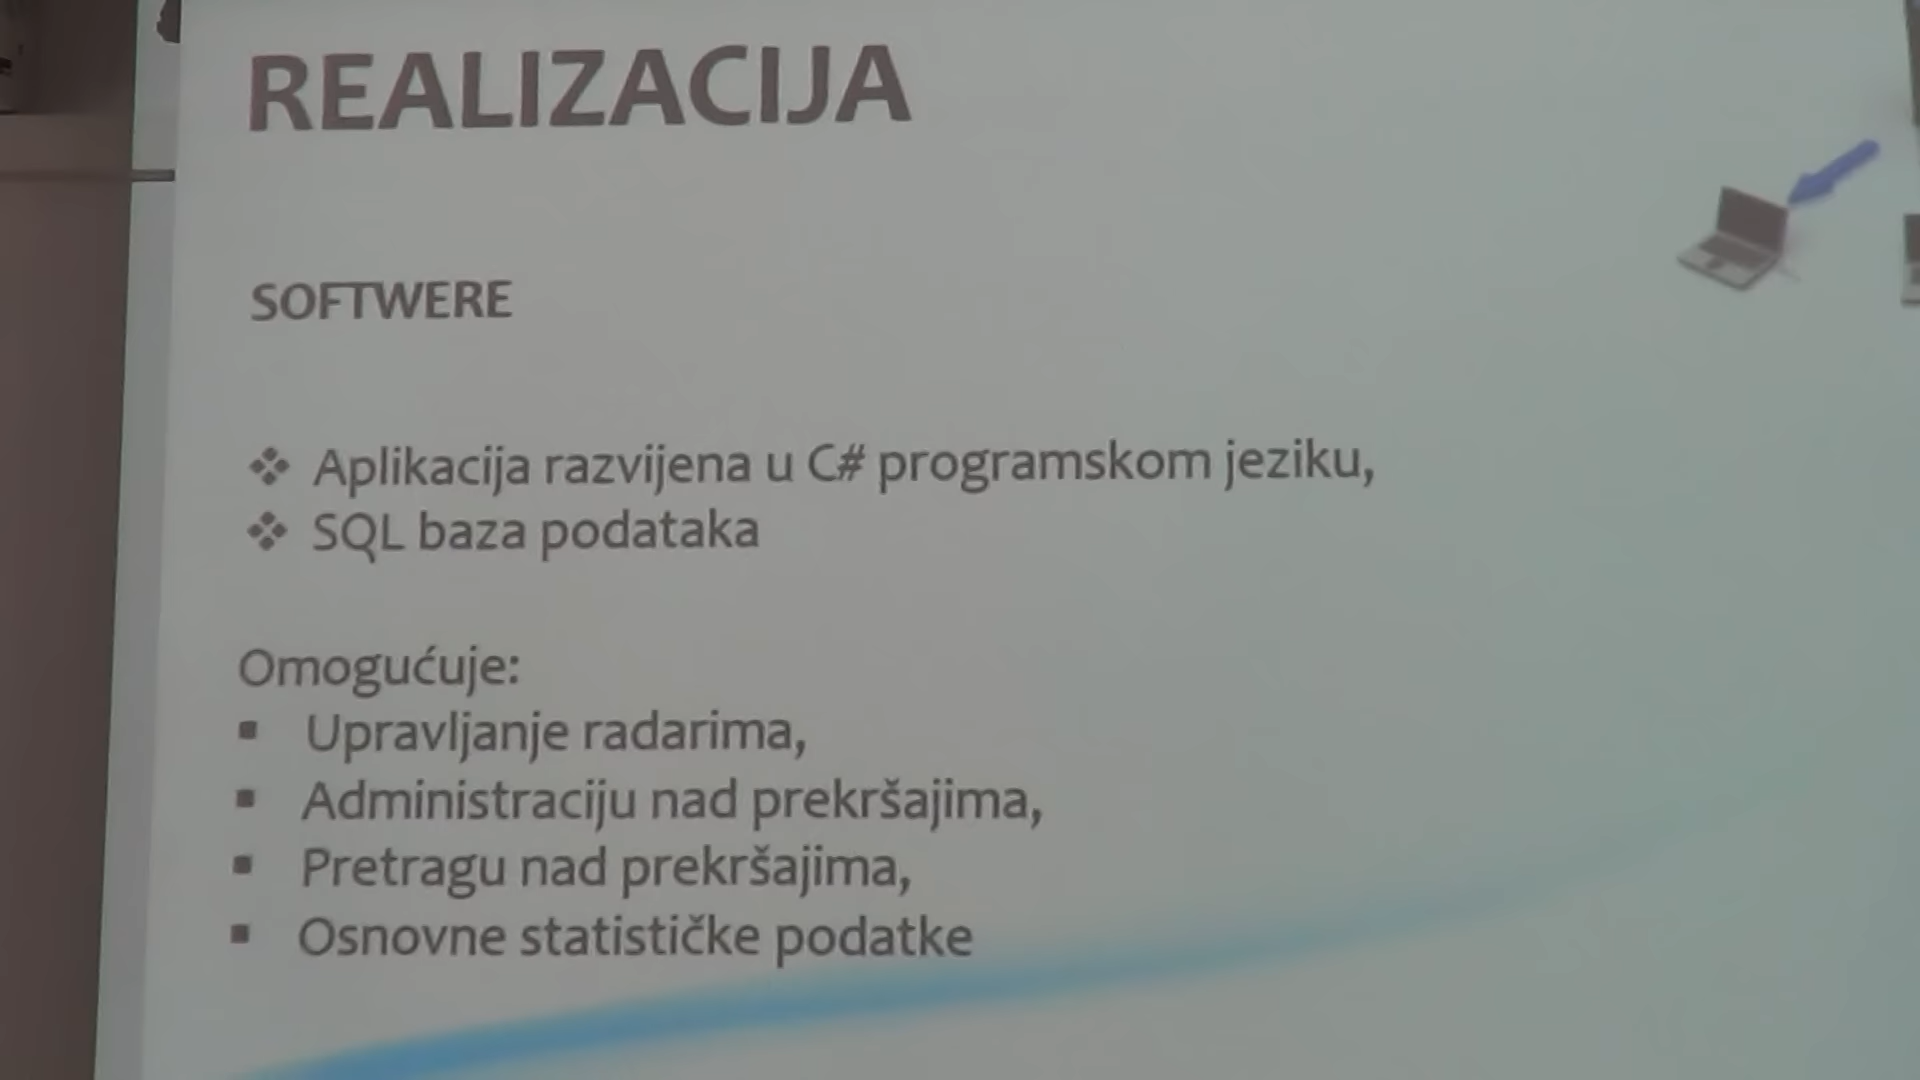 REALIZACIJA
SOFTWERE
❖ Aplikacija razvijena u C# programskom jeziku,
❖ SQL baza podataka
Omogućuje:
▪ Upravljanje radarima,
▪ Administraciju nad prekršajima,
▪ Pretragu nad prekršajima,
▪ Osnovne statističke podatke